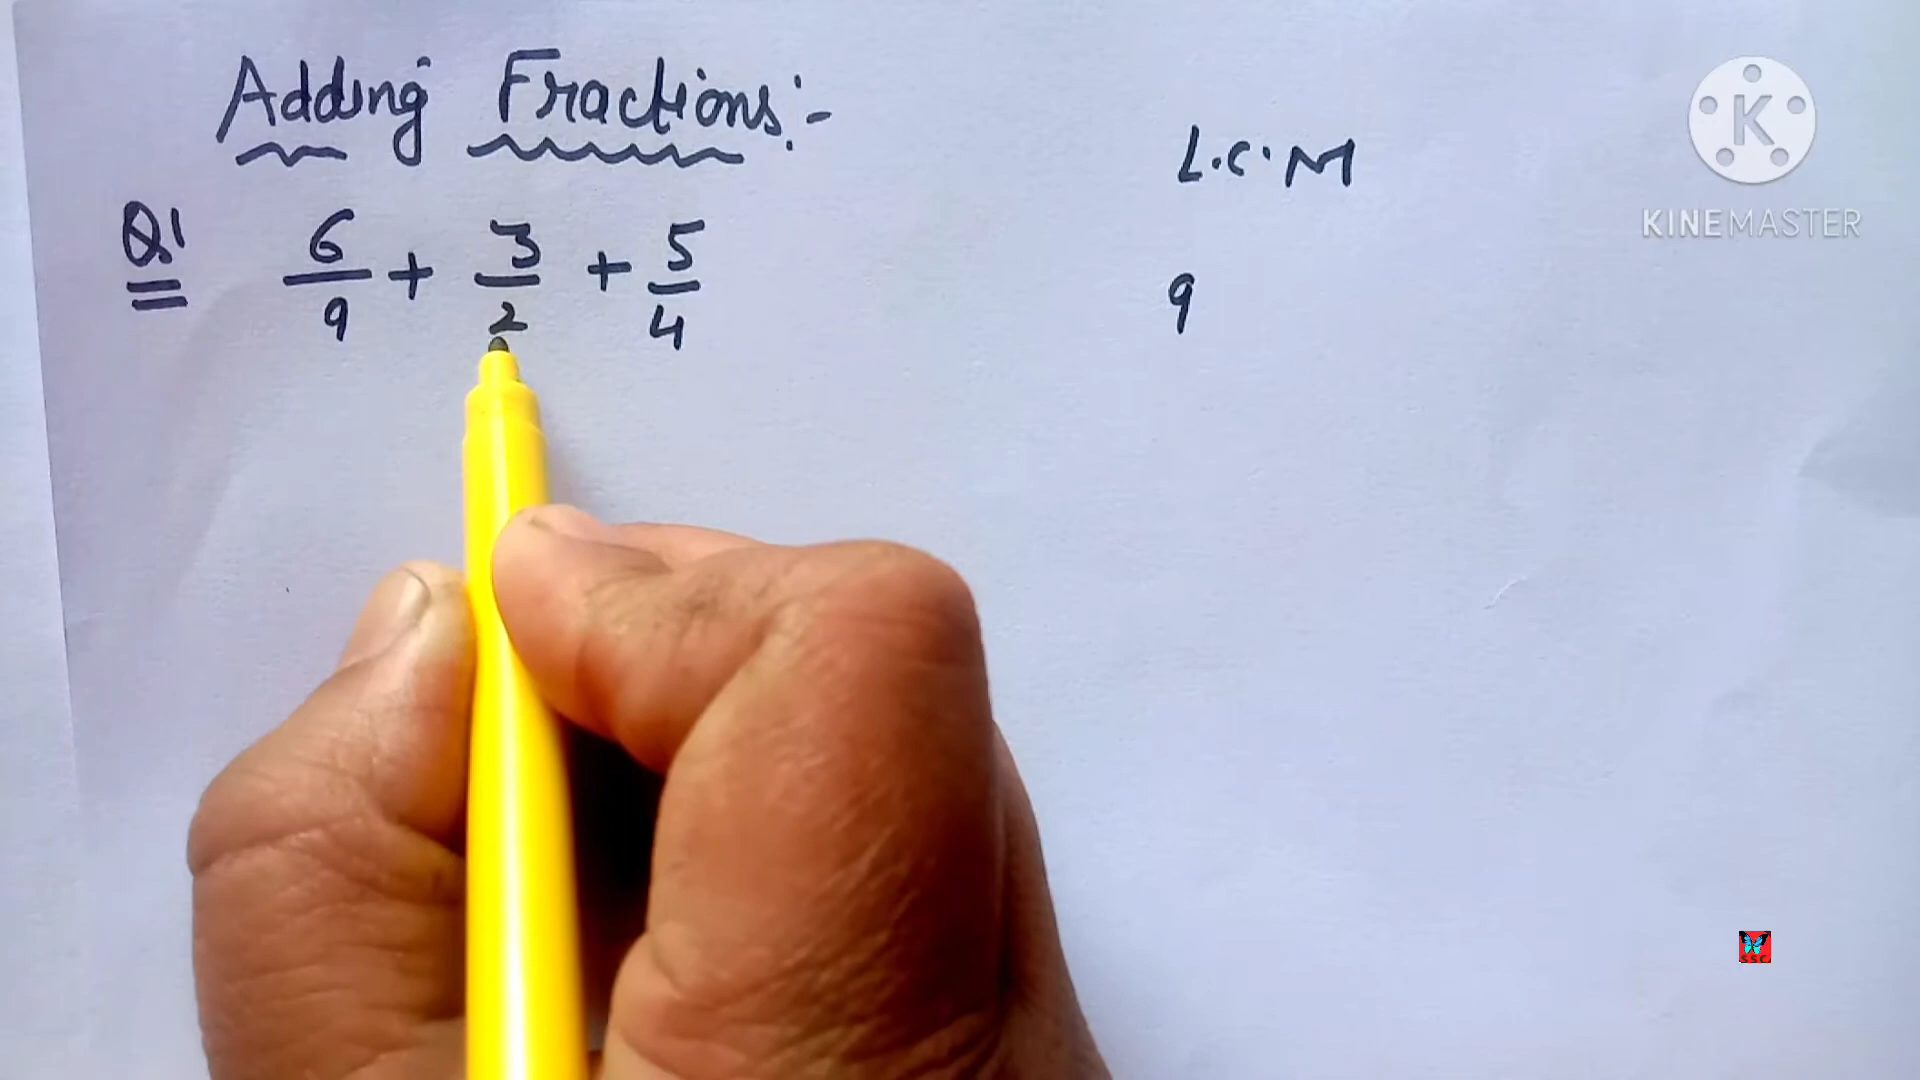 Adding Fractions:-
L.C.M
Q1 6/9 + 3/2 + 5/4
9
K
KINEMASTER
S.S.C.